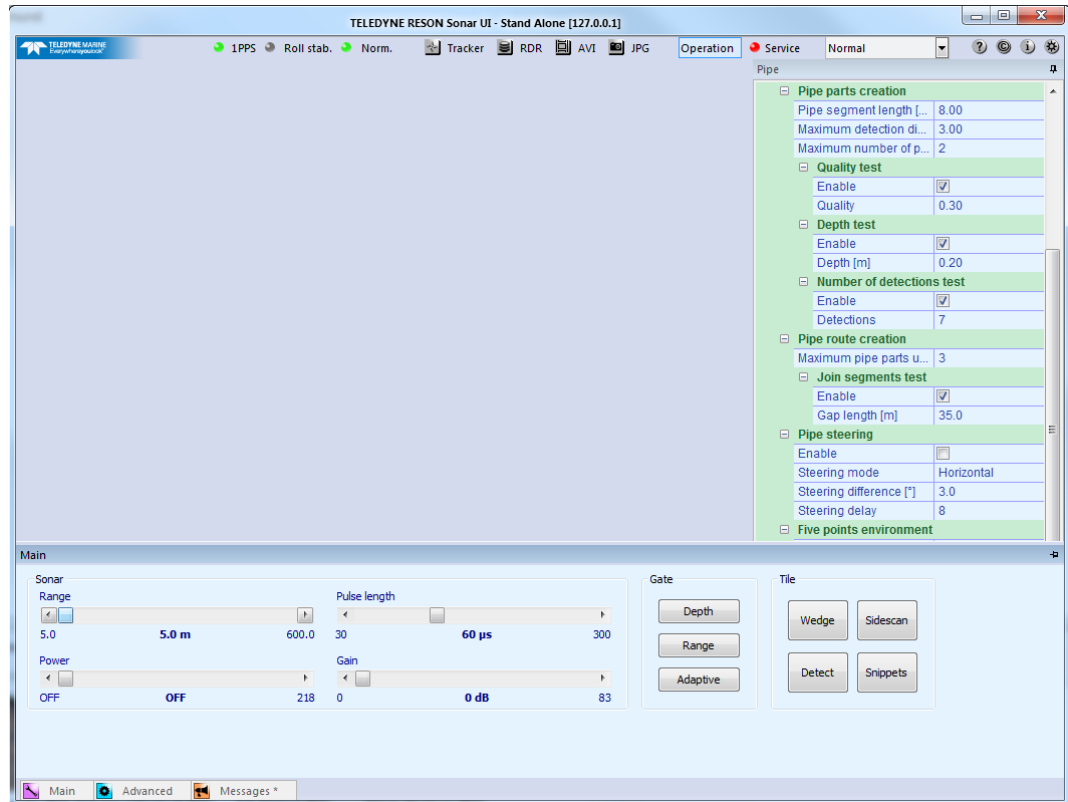 TELEDYNE RESON Sonar UI - Stand Alone [127.0.0.1]
TELEDYNE MARINE
Everywhereyoulook
1PPS Roll stab. Norm. Tracker RDR AVI JPG Operation Service Normal
Pipe
Pipe parts creation
Pipe segment length [... 8.00
Maximum detection di... 3.00
Maximum number of p... 2
Quality test
Enable
Quality 0.30
Depth test
Enable
Depth [m] 0.20
Number of detections test
Enable
Detections 7
Pipe route creation
Maximum pipe parts u... 3
Join segments test
Enable
Gap length [m] 35.0
Pipe steering
Enable
Steering mode Horizontal
Steering difference [°] 3.0
Steering delay 8
Five points environment
Main
Sonar
Range
5.0 5.0 m 600.0
Power
OFF OFF 218
Pulse length
30 60 µs 300
Gain
0 0 dB 83
Gate
Depth
Range
Adaptive
Tile
Wedge Sidescan
Detect Snippets
Main Advanced Messages *